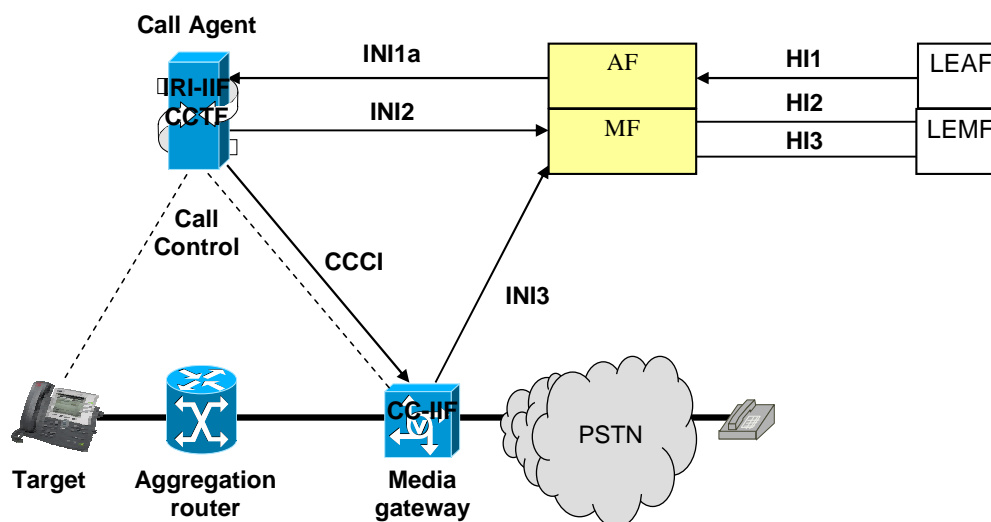 Call Agent
INI1a
AF
HI1
LEAF
IRI-IIF
CCTF
INI2
MF
HI2
HI3
LEMF
Call
Control
CCCI
INI3
CC-IIF
V
PSTN
Target
Aggregation
router
Media
gateway